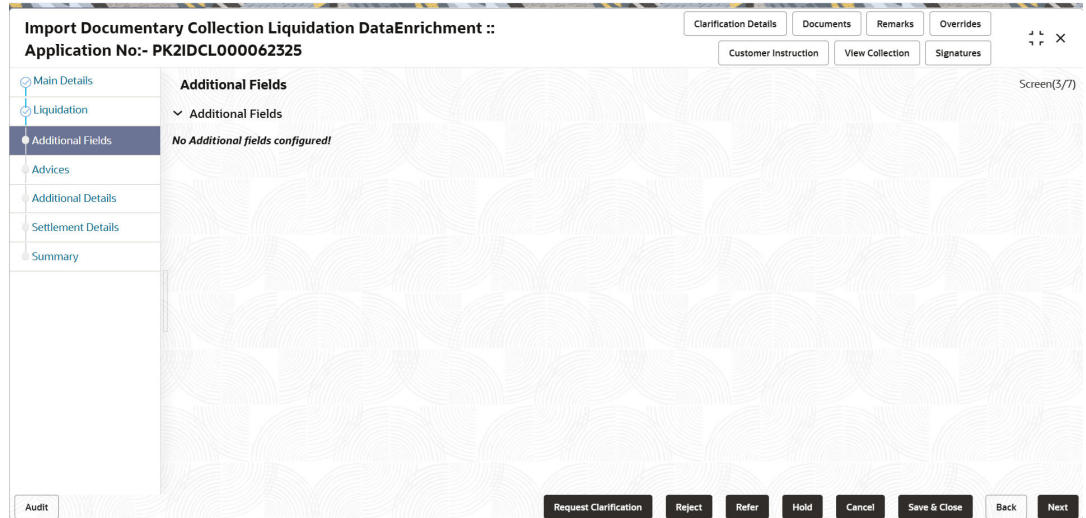 Import Documentary Collection Liquidation DataEnrichment ::
Application No:- PK2IDCL000062325
Clarification Details
Documents
Remarks
Overrides
Customer Instruction
View Collection
Signatures
Main Details
Liquidation
Additional Fields
Advices
Additional Details
Settlement Details
Summary
Additional Fields
Screen(3/7)
Additional Fields
No Additional fields configured!
Audit
Request Clarification
Reject
Refer
Hold
Cancel
Save & Close
Back
Next